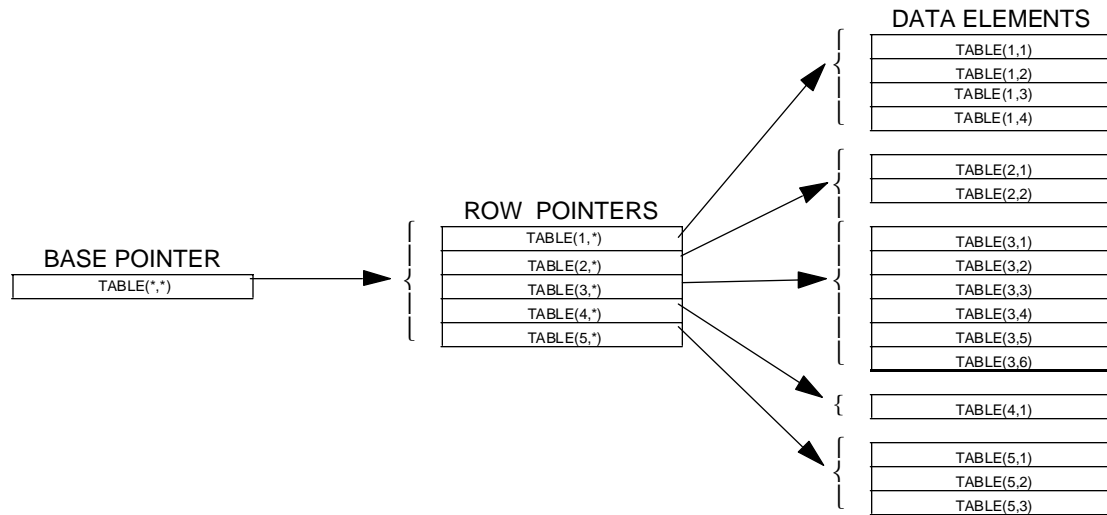 BASE POINTER
TABLE(*,*)
ROW POINTERS
TABLE(1,*)
TABLE(2,*)
TABLE(3,*)
TABLE(4,*)
TABLE(5,*)
DATA ELEMENTS
TABLE(1,1)
TABLE(1,2)
TABLE(1,3)
TABLE(1,4)
TABLE(2,1)
TABLE(2,2)
TABLE(3,1)
TABLE(3,2)
TABLE(3,3)
TABLE(3,4)
TABLE(3,5)
TABLE(3,6)
TABLE(4,1)
TABLE(5,1)
TABLE(5,2)
TABLE(5,3)